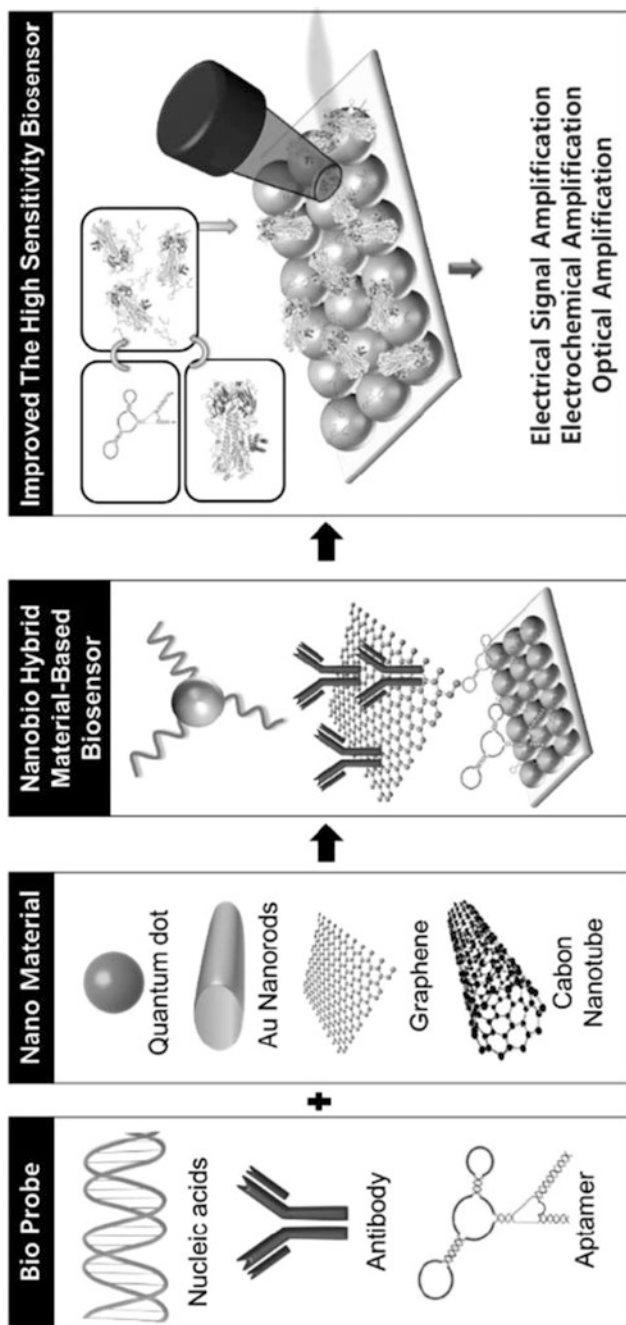 Bio Probe
Nucleic acids
Antibody
Aptamer
+
Nano Material
Quantum dot
Au Nanorods
Graphene
Cabon
Nanotube
Nanobio Hybrid
Material-Based
Biosensor
Improved The High Sensitivity Biosensor
Electrical Signal Amplification
Electrochemical Amplification
Optical Amplification